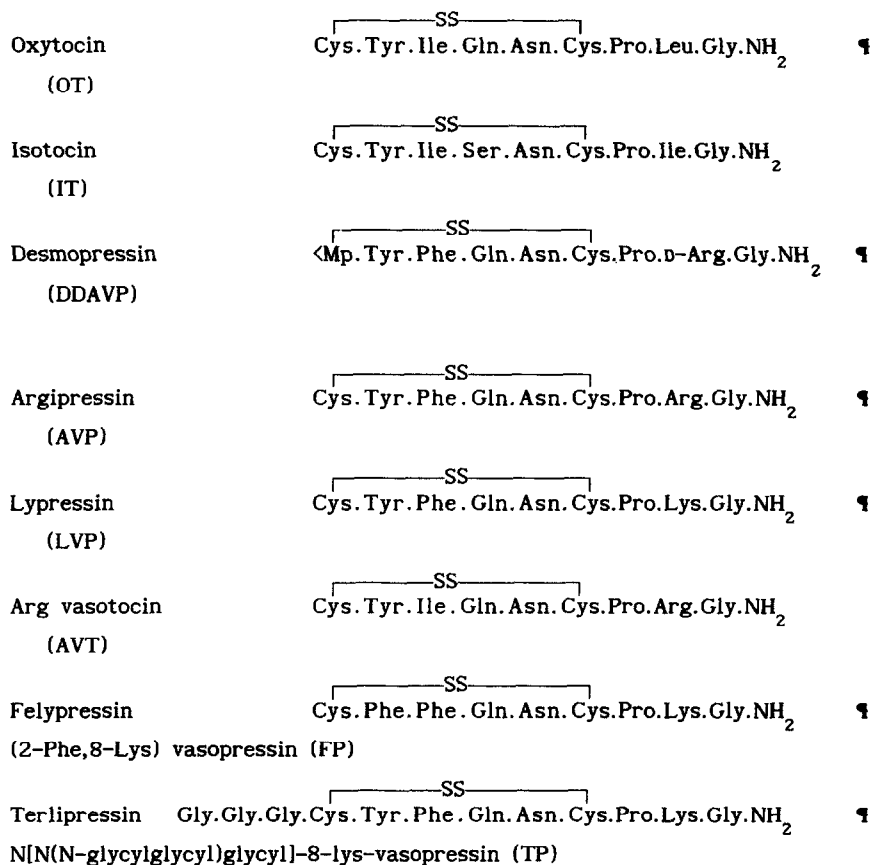 SS
Oxytocin Cys.Tyr.Ile.Gln.Asn.Cys.Pro.Leu.Gly.NH2 ¶
(OT)
SS
Isotocin Cys.Tyr.Ile.Ser.Asn.Cys.Pro.Ile.Gly.NH2
(IT)
SS
Desmopressin <Mp.Tyr.Phe.Gln.Asn.Cys.Pro.D-Arg.Gly.NH2 ¶
(DDAVP)
SS
Argipressin Cys.Tyr.Phe.Gln.Asn.Cys.Pro.Arg.Gly.NH2 ¶
(AVP)
SS
Lypressin Cys.Tyr.Phe.Gln.Asn.Cys.Pro.Lys.Gly.NH2 ¶
(LVP)
SS
Arg vasotocin Cys.Tyr.Ile.Gln.Asn.Cys.Pro.Arg.Gly.NH2
(AVT)
SS
Felypressin Cys.Phe.Phe.Gln.Asn.Cys.Pro.Lys.Gly.NH2 ¶
(2-Phe,8-Lys) vasopressin (FP)
SS
Terlipressin Gly.Gly.Gly.Cys.Tyr.Phe.Gln.Asn.Cys.Pro.Lys.Gly.NH2 ¶
N[N(N-glycylglycyl)glycyl]-8-lys-vasopressin (TP)